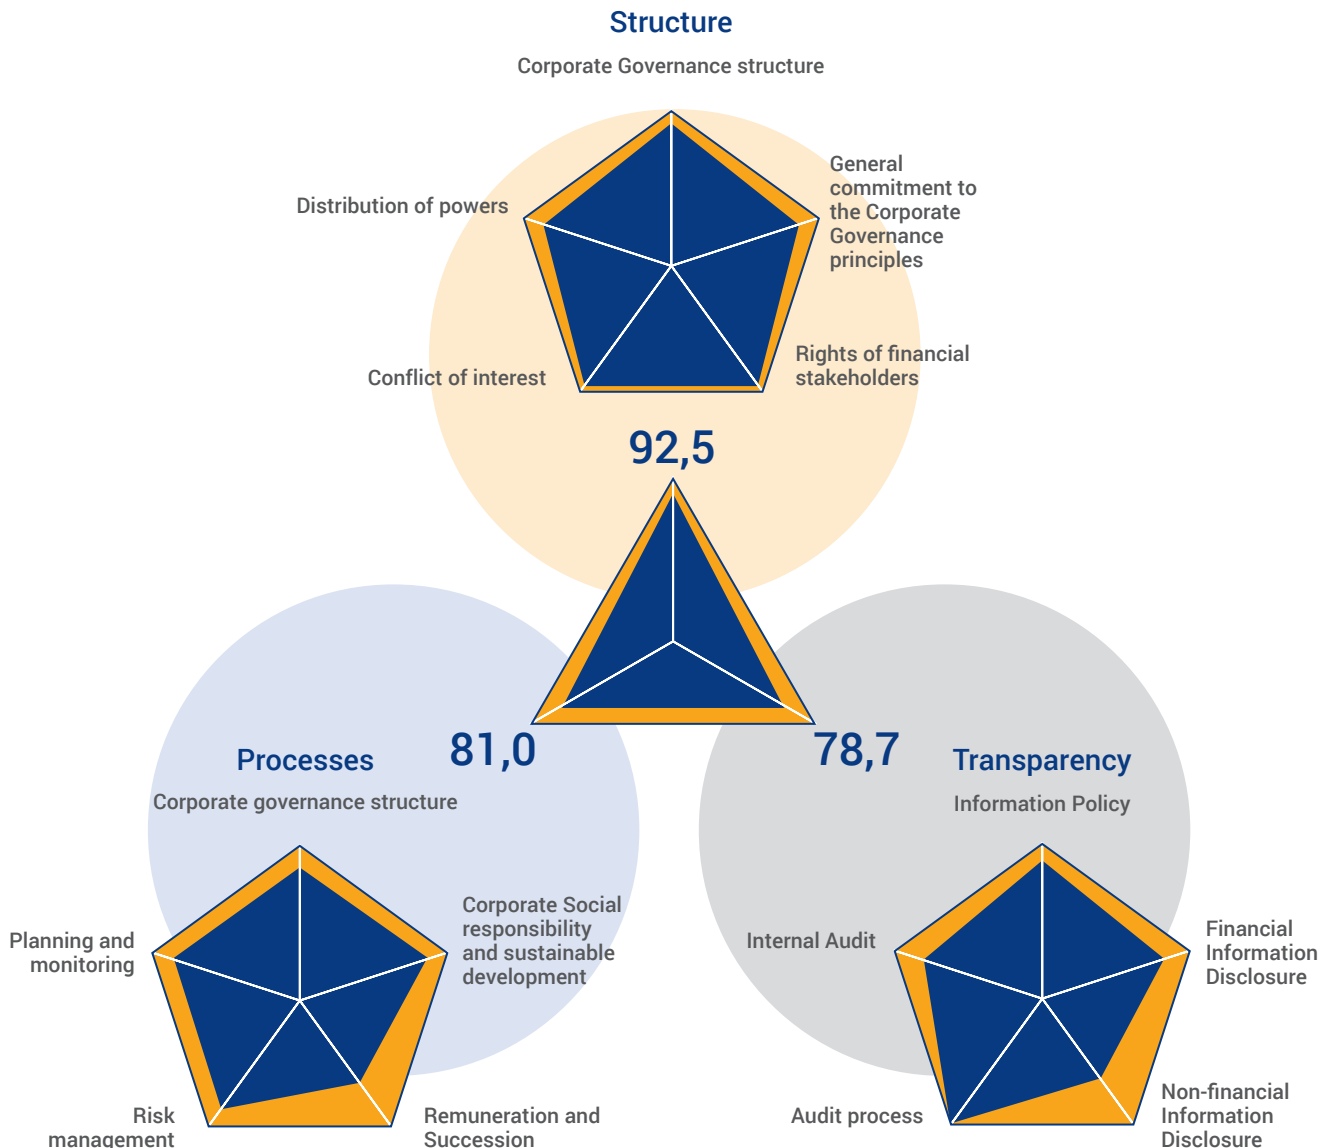 Structure
Corporate Governance structure
General
commitment to
the Corporate
Governance
principles
Distribution of powers
Rights of financial
stakeholders
Conflict of interest
92,5
81,0
78,7
Processes
Corporate governance structure
Corporate Social
responsibility
and sustainable
development
Planning and
monitoring
Risk
management
Remuneration and
Succession
Transparency
Information Policy
Financial
Information
Disclosure
Internal Audit
Audit process
Non-financial
Information
Disclosure